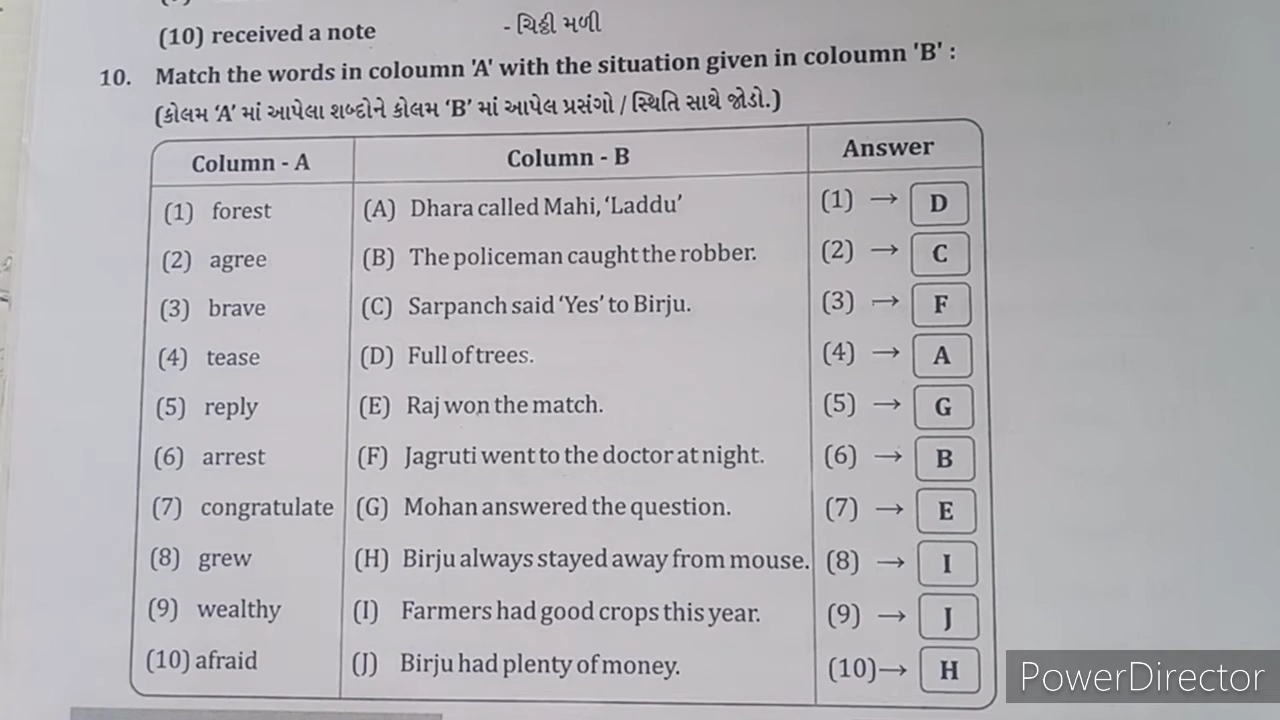 (10) received a note - ચિઠ્ઠી મળી
10. Match the words in coloumn 'A' with the situation given in coloumn 'B' :
(કોલમ ‘A’ માં આપેલા શબ્દોને કોલમ ‘B’ માં આપેલ પ્રસંગો / સ્થિતિ સાથે જોડો.)
Column - A Column - B Answer
(1) forest (A) Dhara called Mahi, ‘Laddu’ (1) → D
(2) agree (B) The policeman caught the robber. (2) → C
(3) brave (C) Sarpanch said ‘Yes’ to Birju. (3) → F
(4) tease (D) Full of trees. (4) → A
(5) reply (E) Raj won the match. (5) → G
(6) arrest (F) Jagruti went to the doctor at night. (6) → B
(7) congratulate (G) Mohan answered the question. (7) → E
(8) grew (H) Birju always stayed away from mouse. (8) → I
(9) wealthy (I) Farmers had good crops this year. (9) → J
(10) afraid (J) Birju had plenty of money. (10) → H
PowerDirector